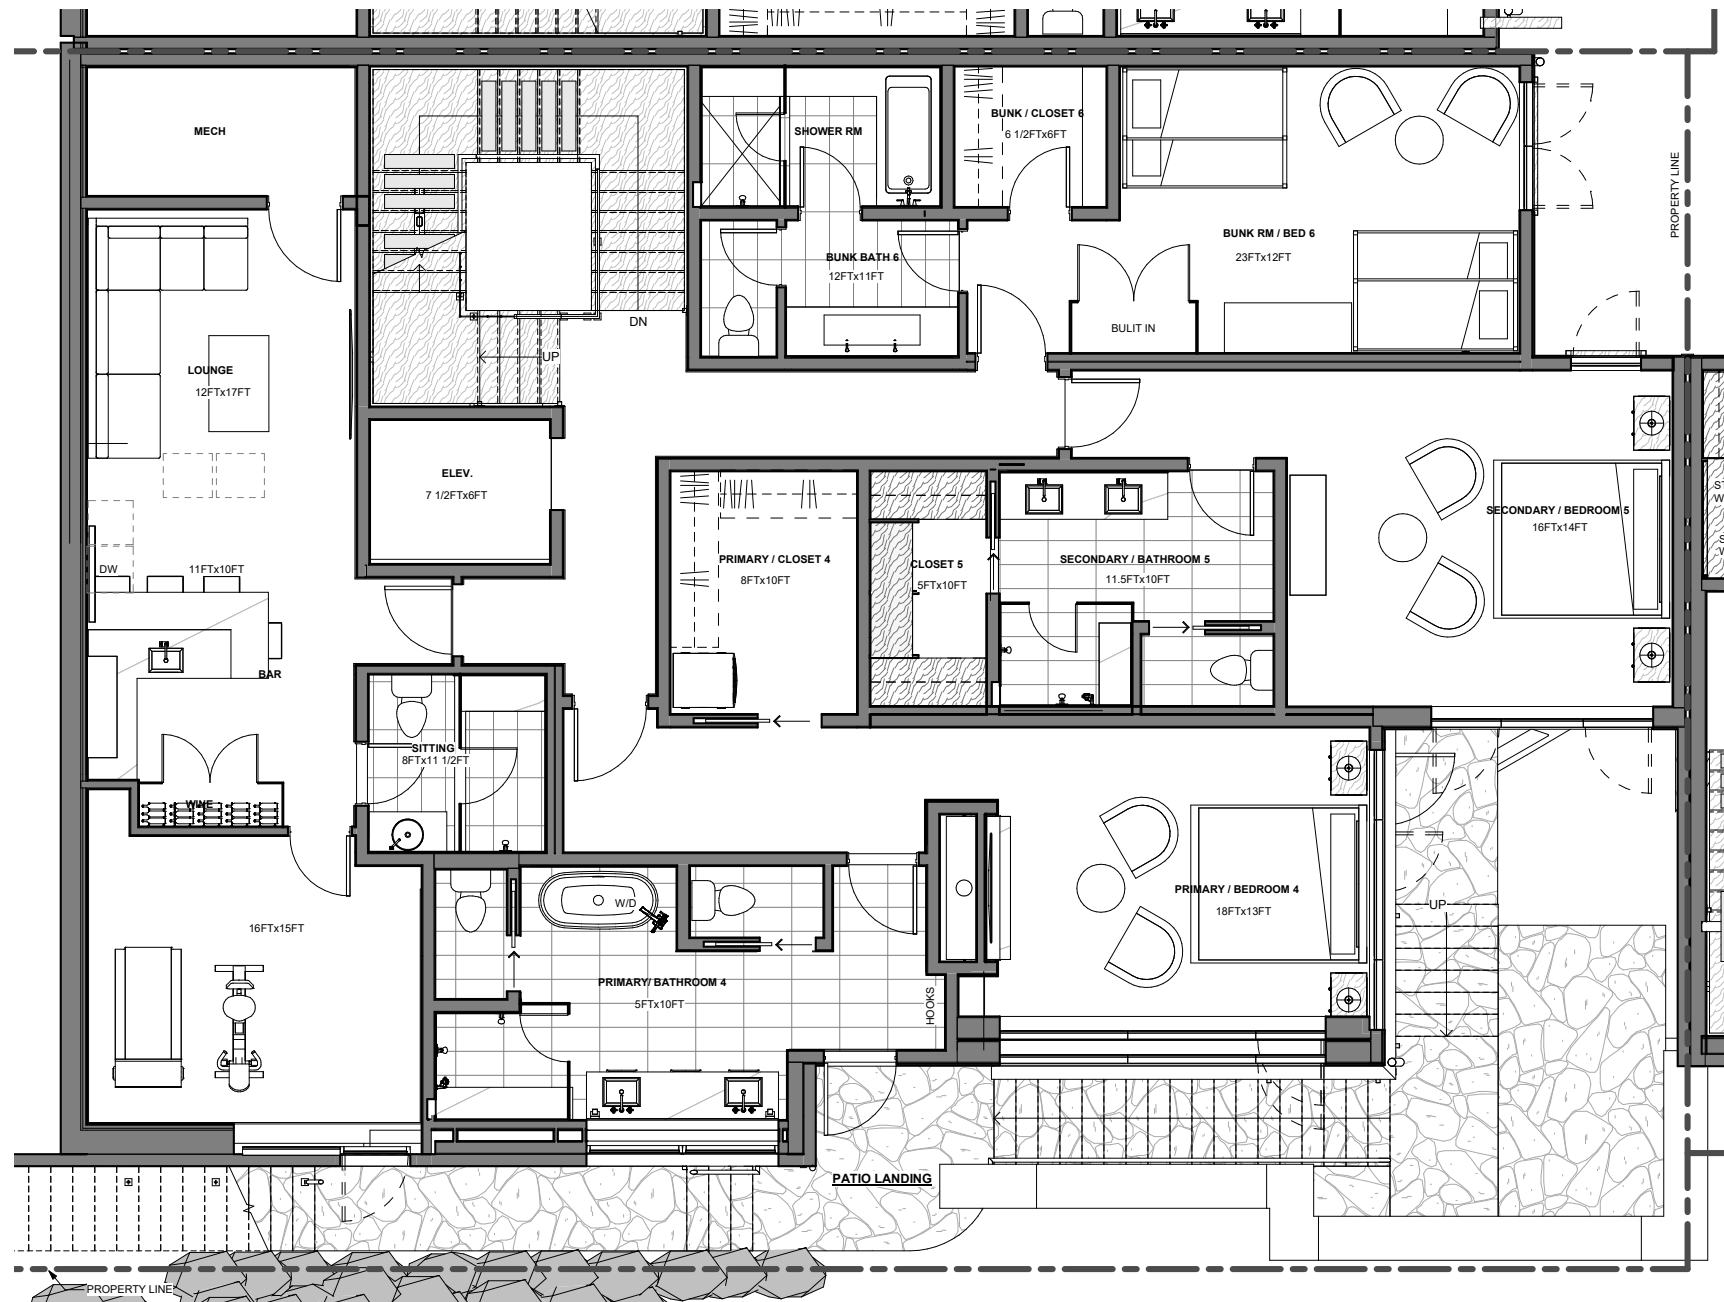 MECH
SHOWER RM
BUNK / CLOSET 6
6 1/2FTx6FT
PROPERTY LINE
BUNK RM / BED 6
23FTx12FT
BUNK BATH 6
12FTx11FT
DN
BULIT IN
UP
LOUNGE
12FTx17FT
ELEV.
7 1/2FTx6FT
SECONDARY / BEDROOM 5
16FTx14FT
PRIMARY / CLOSET 4
8FTx10FT
CLOSET 5
5FTx10FT
SECONDARY / BATHROOM 5
11.5FTx10FT
DW
11FTx10FT
BAR
SITTING
8FTx11 1/2FT
WINE
W/D
PRIMARY / BEDROOM 4
18FTx13FT
UP
16FTx15FT
PRIMARY/ BATHROOM 4
5FTx10FT
HOOKS
PATIO LANDING
PROPERTY LINE